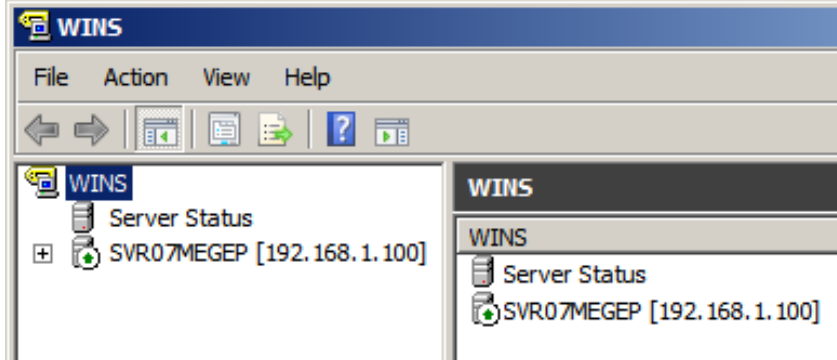 WINS
File Action View Help
WINS
Server Status
SVR07MEGEP [192.168.1.100]
WINS
WINS
Server Status
SVR07MEGEP [192.168.1.100]